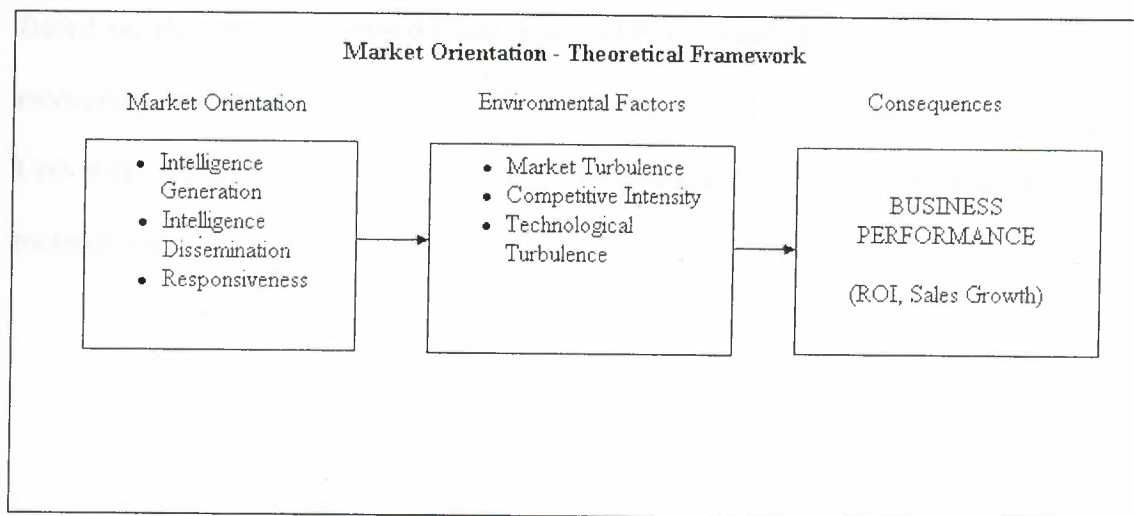 Market Orientation - Theoretical Framework
Market Orientation
Environmental Factors
Consequences
• Intelligence
Generation
• Intelligence
Dissemination
• Responsiveness
• Market Turbulence
• Competitive Intensity
• Technological
Turbulence
BUSINESS
PERFORMANCE
(ROI, Sales Growth)